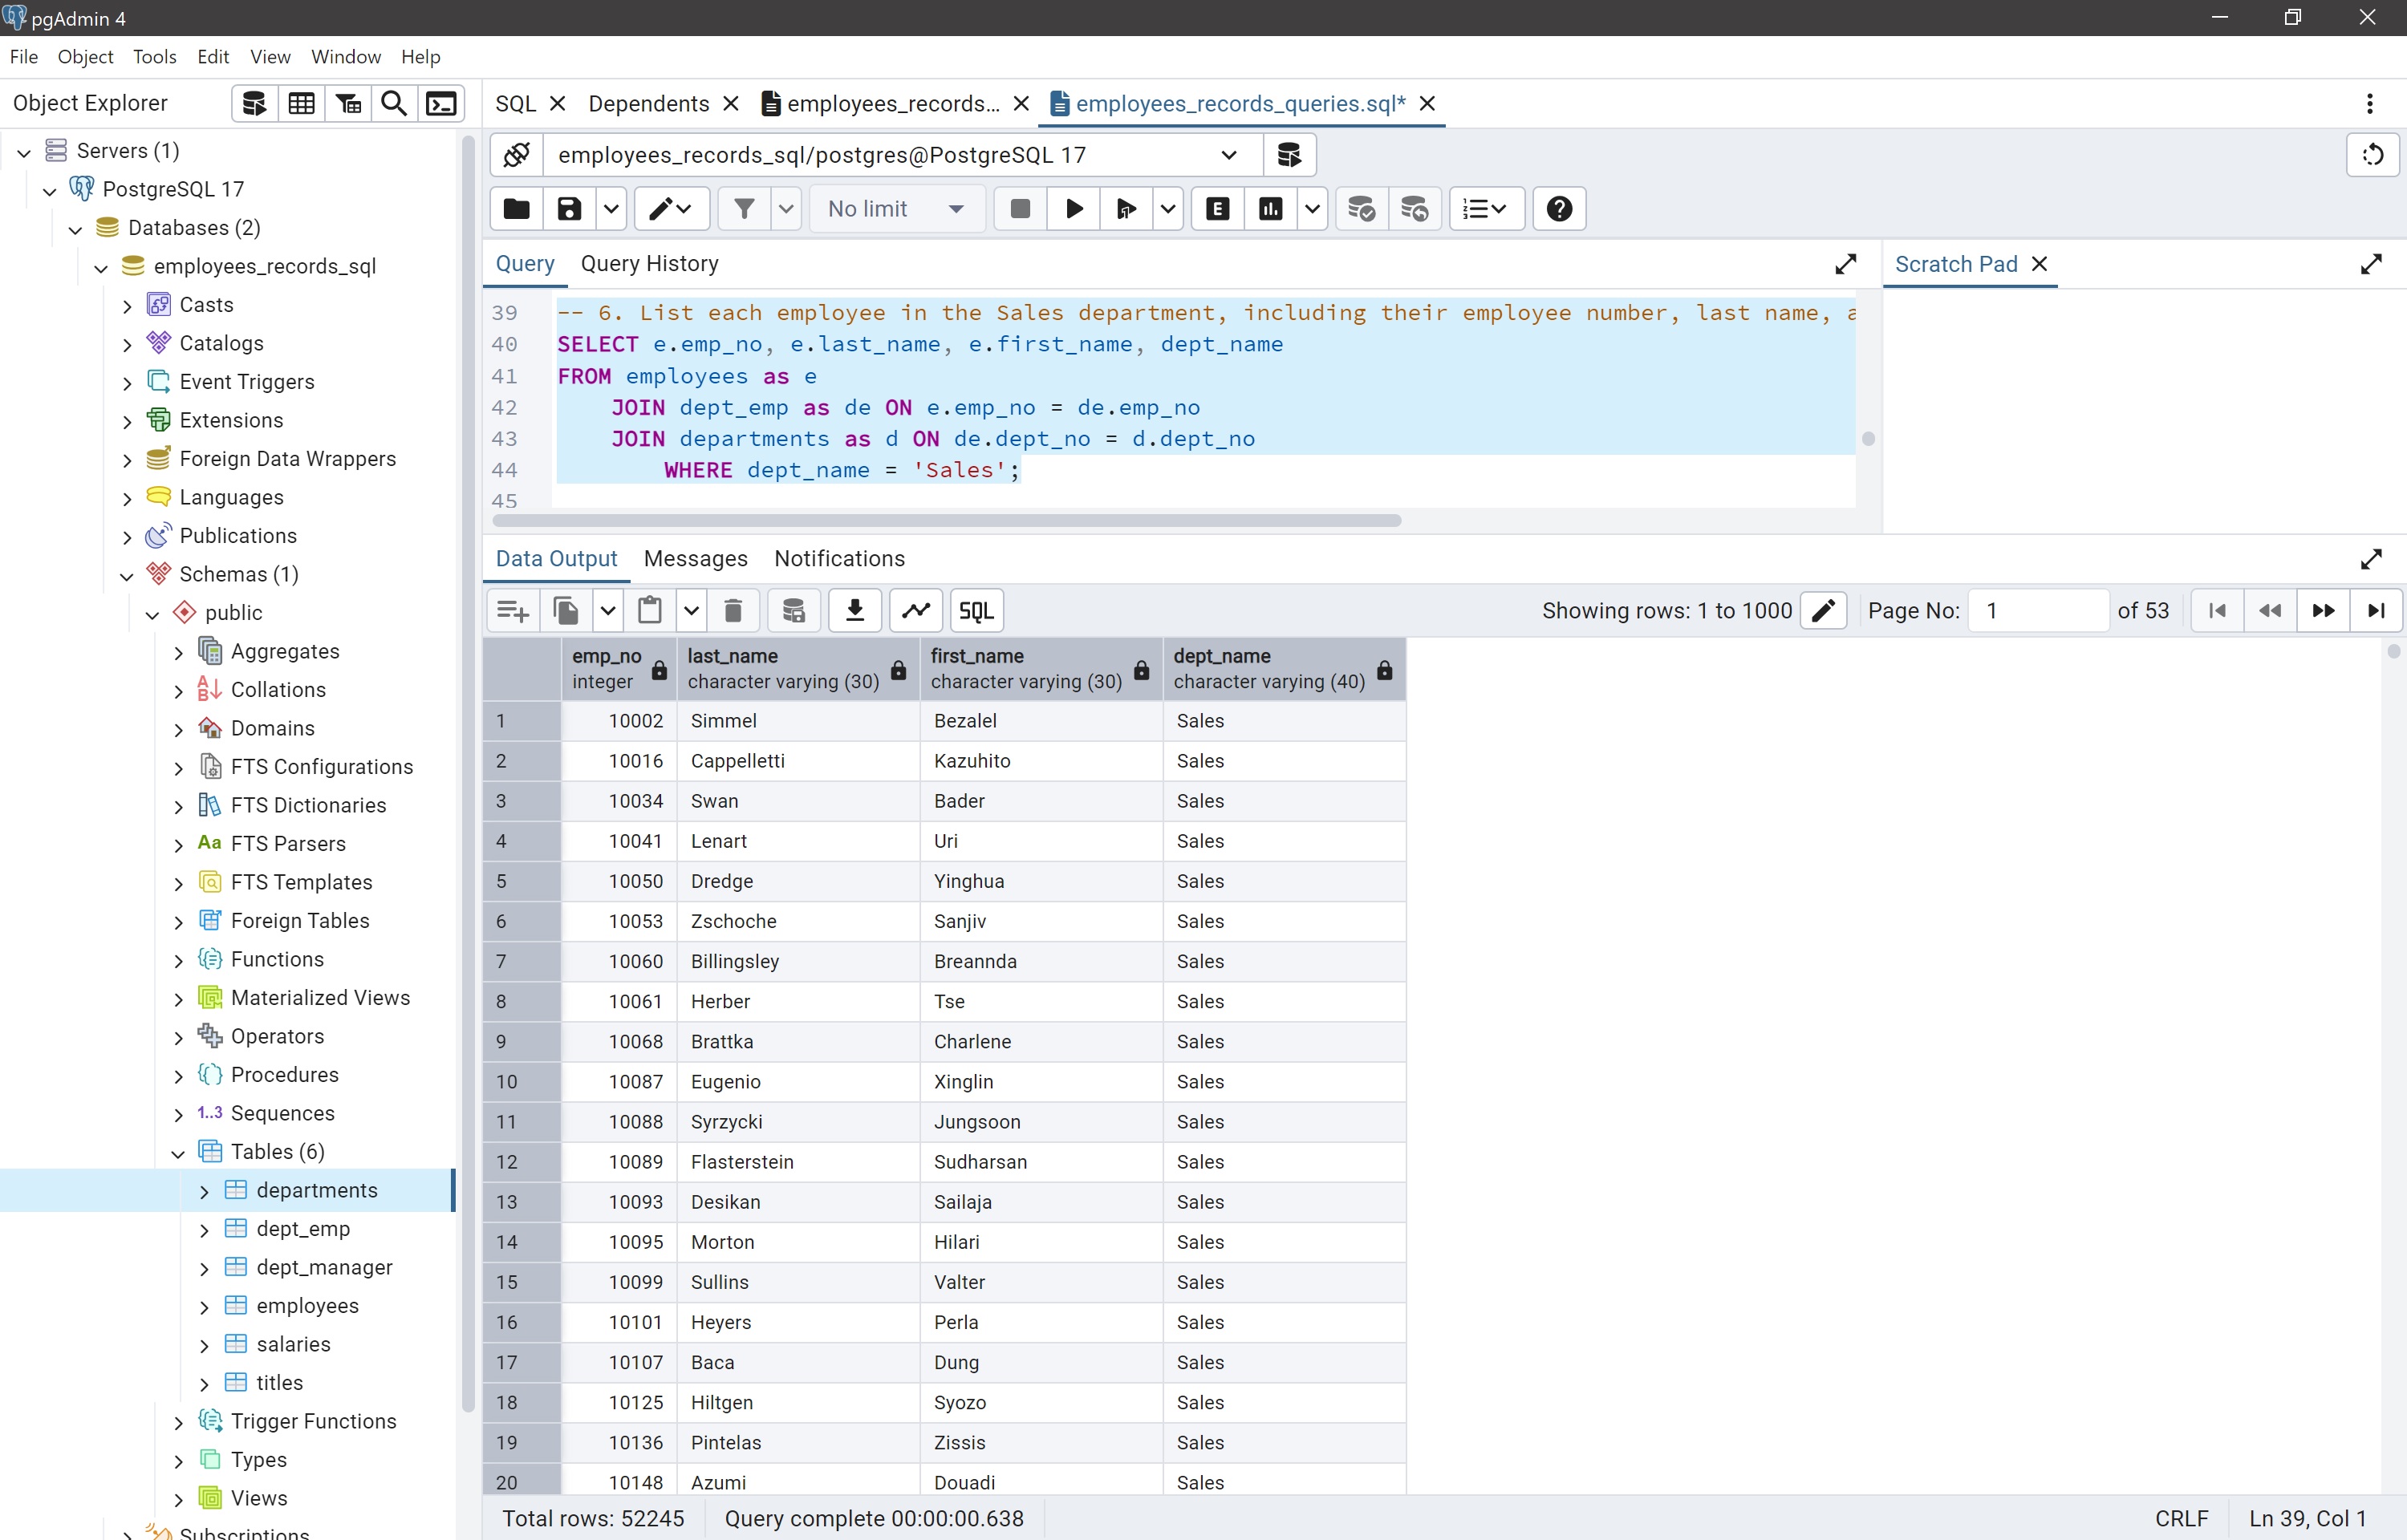 pgAdmin 4
File Object Tools Edit View Window Help
Object Explorer
SQL Dependents employees_records... employees_records_queries.sql*
Servers (1)
PostgreSQL 17
Databases (2)
employees_records_sql
Casts
Catalogs
Event Triggers
Extensions
Foreign Data Wrappers
Languages
Publications
Schemas (1)
public
Aggregates
Collations
Domains
FTS Configurations
FTS Dictionaries
Aa FTS Parsers
FTS Templates
Foreign Tables
Functions
Materialized Views
Operators
Procedures
1..3 Sequences
Tables (6)
departments
dept_emp
dept_manager
employees
salaries
titles
Trigger Functions
Types
Views
Subscriptions
employees_records_sql/postgres@PostgreSQL 17
No limit E
Query Query History
Scratch Pad
39 -- 6. List each employee in the Sales department, including their employee number, last name, a
40 SELECT e.emp_no, e.last_name, e.first_name, dept_name
41 FROM employees as e
42 JOIN dept_emp as de ON e.emp_no = de.emp_no
43 JOIN departments as d ON de.dept_no = d.dept_no
44 WHERE dept_name = 'Sales';
45
Data Output Messages Notifications
SQL Showing rows: 1 to 1000 Page No: 1 of 53
emp_no last_name first_name dept_name
integer character varying (30) character varying (30) character varying (40)
1 10002 Simmel Bezalel Sales
2 10016 Cappelletti Kazuhito Sales
3 10034 Swan Bader Sales
4 10041 Lenart Uri Sales
5 10050 Dredge Yinghua Sales
6 10053 Zschoche Sanjiv Sales
7 10060 Billingsley Breannda Sales
8 10061 Herber Tse Sales
9 10068 Brattka Charlene Sales
10 10087 Eugenio Xinglin Sales
11 10088 Syrzycki Jungsoon Sales
12 10089 Flasterstein Sudharsan Sales
13 10093 Desikan Sailaja Sales
14 10095 Morton Hilari Sales
15 10099 Sullins Valter Sales
16 10101 Heyers Perla Sales
17 10107 Baca Dung Sales
18 10125 Hiltgen Syozo Sales
19 10136 Pintelas Zissis Sales
20 10148 Azumi Douadi Sales
Total rows: 52245 Query complete 00:00:00.638 CRLF Ln 39, Col 1